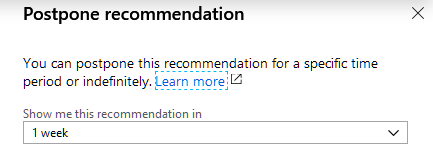 Postpone recommendation
You can postpone this recommendation for a specific time
period or indefinitely. Learn more
Show me this recommendation in
1 week